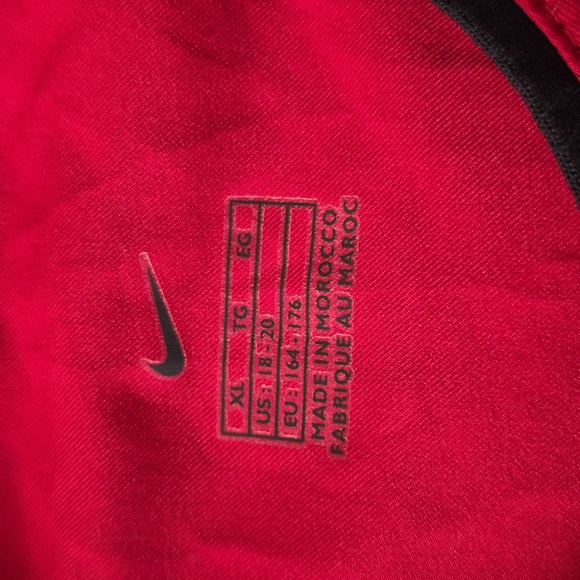 XL TG EG
US: 18-20
EU: 164-176
MADE IN MOROCCO
FABRIQUE AU MAROC